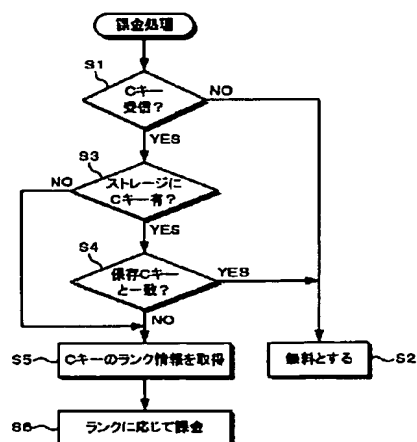 課金処理
S1
Cキー
受信？
NO
YES
S3
NO
ストレージに
Cキー有？
YES
S4
保存Cキー
と一致？
YES
NO
S5
Cキーのランク情報を取得
無料とする
S2
S6
ランクに応じて課金